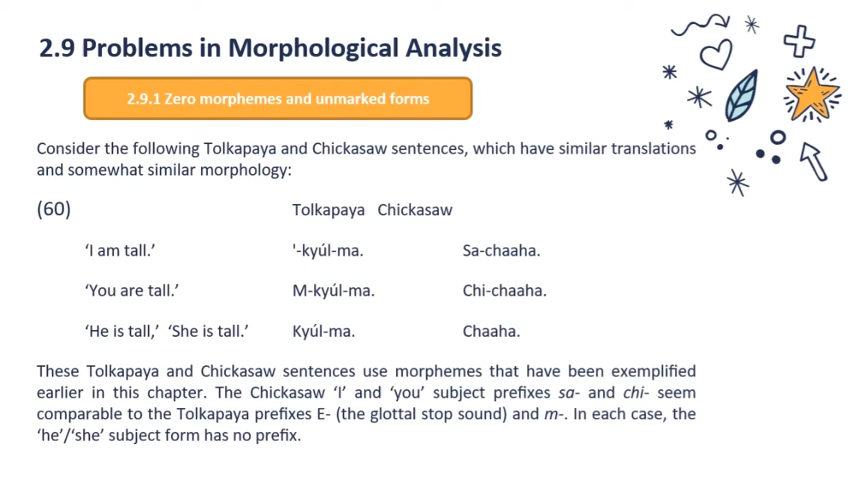 2.9 Problems in Morphological Analysis
2.9.1 Zero morphemes and unmarked forms
Consider the following Tolkapaya and Chickasaw sentences, which have similar translations
and somewhat similar morphology:
(60) Tolkapaya Chickasaw
‘I am tall.’ '-kyúl-ma. Sa-chaaha.
‘You are tall.’ M-kyúl-ma. Chi-chaaha.
‘He is tall,’ ‘She is tall.’ Kyúl-ma. Chaaha.
These Tolkapaya and Chickasaw sentences use morphemes that have been exemplified
earlier in this chapter. The Chickasaw ‘I’ and ‘you’ subject prefixes sa- and chi- seem
comparable to the Tolkapaya prefixes E- (the glottal stop sound) and m-. In each case, the
‘he’/‘she’ subject form has no prefix.